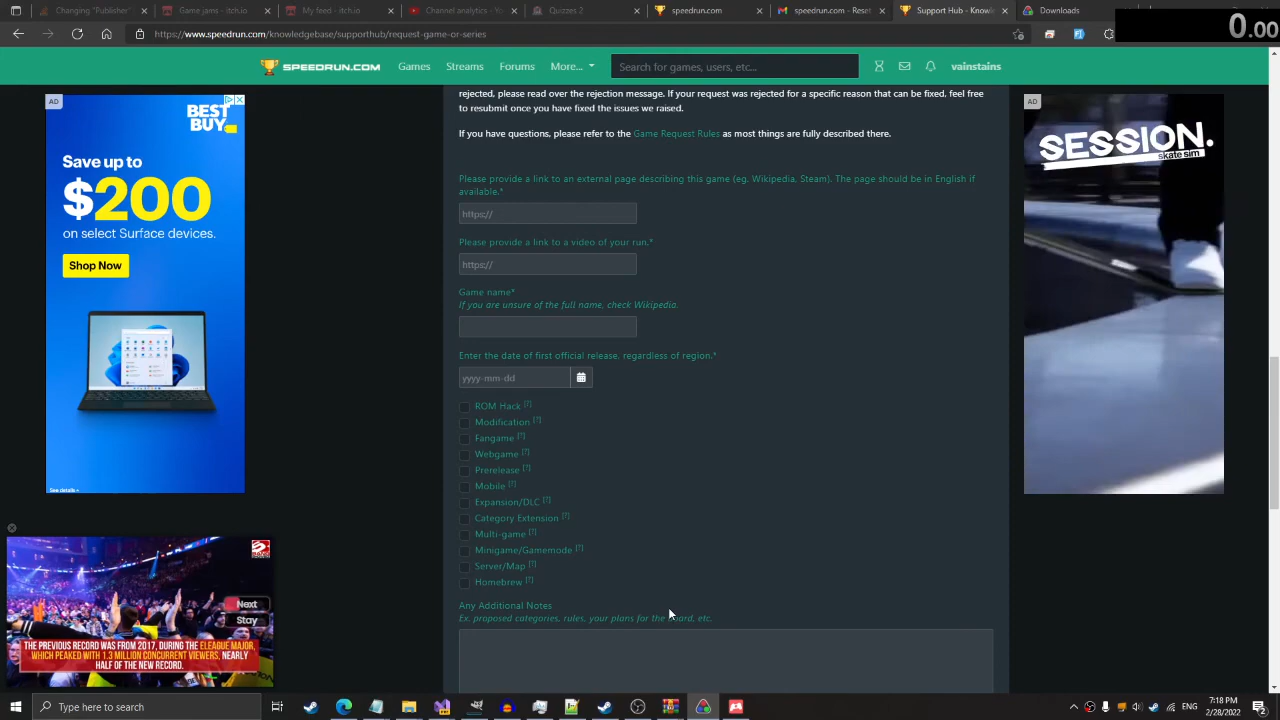 Changing "Publisher"
Game jams - itch.io
My feed - itch.io
Channel analytics - Y
Quizzes 2
speedrun.com
speedrun.com - Reset
Support Hub - Knowle
Downloads
0.00
https://www.speedrun.com/knowledgebase/supporthub/request-game-or-series
SPEEDRUN.COM
Games
Streams
Forums
More...
Search for games, users, etc...
vainstains
rejected, please read over the rejection message. If your request was rejected for a specific reason that can be fixed, feel free
to resubmit once you have fixed the issues we raised.
If you have questions, please refer to the Game Request Rules as most things are fully described there.
Please provide a link to an external page describing this game (eg. Wikipedia, Steam). The page should be in English if
available.*
https://
Please provide a link to a video of your run.*
https://
Game name*
If you are unsure of the full name, check Wikipedia.
Enter the date of first official release, regardless of region.*
yyyy-mm-dd
ROM Hack [?]
Modification [?]
Fangame [?]
Webgame [?]
Prerelease [?]
Mobile [?]
Expansion/DLC [?]
Category Extension [?]
Multi-game [?]
Minigame/Gamemode [?]
Server/Map [?]
Homebrew [?]
Any Additional Notes
Ex. proposed categories, rules, your plans for the board, etc.
AD
BEST
BUY
Save up to
$200
on select Surface devices.
Shop Now
See details
AD
SESSION.
skate sim
Next
Stay
THE PREVIOUS RECORD WAS FROM 2017, DURING THE ELEAGUE MAJOR,
WHICH PEAKED WITH 1.3 MILLION CONCURRENT VIEWERS, NEARLY
HALF OF THE NEW RECORD.
Type here to search
ENG
7:18 PM
2/28/2022
2